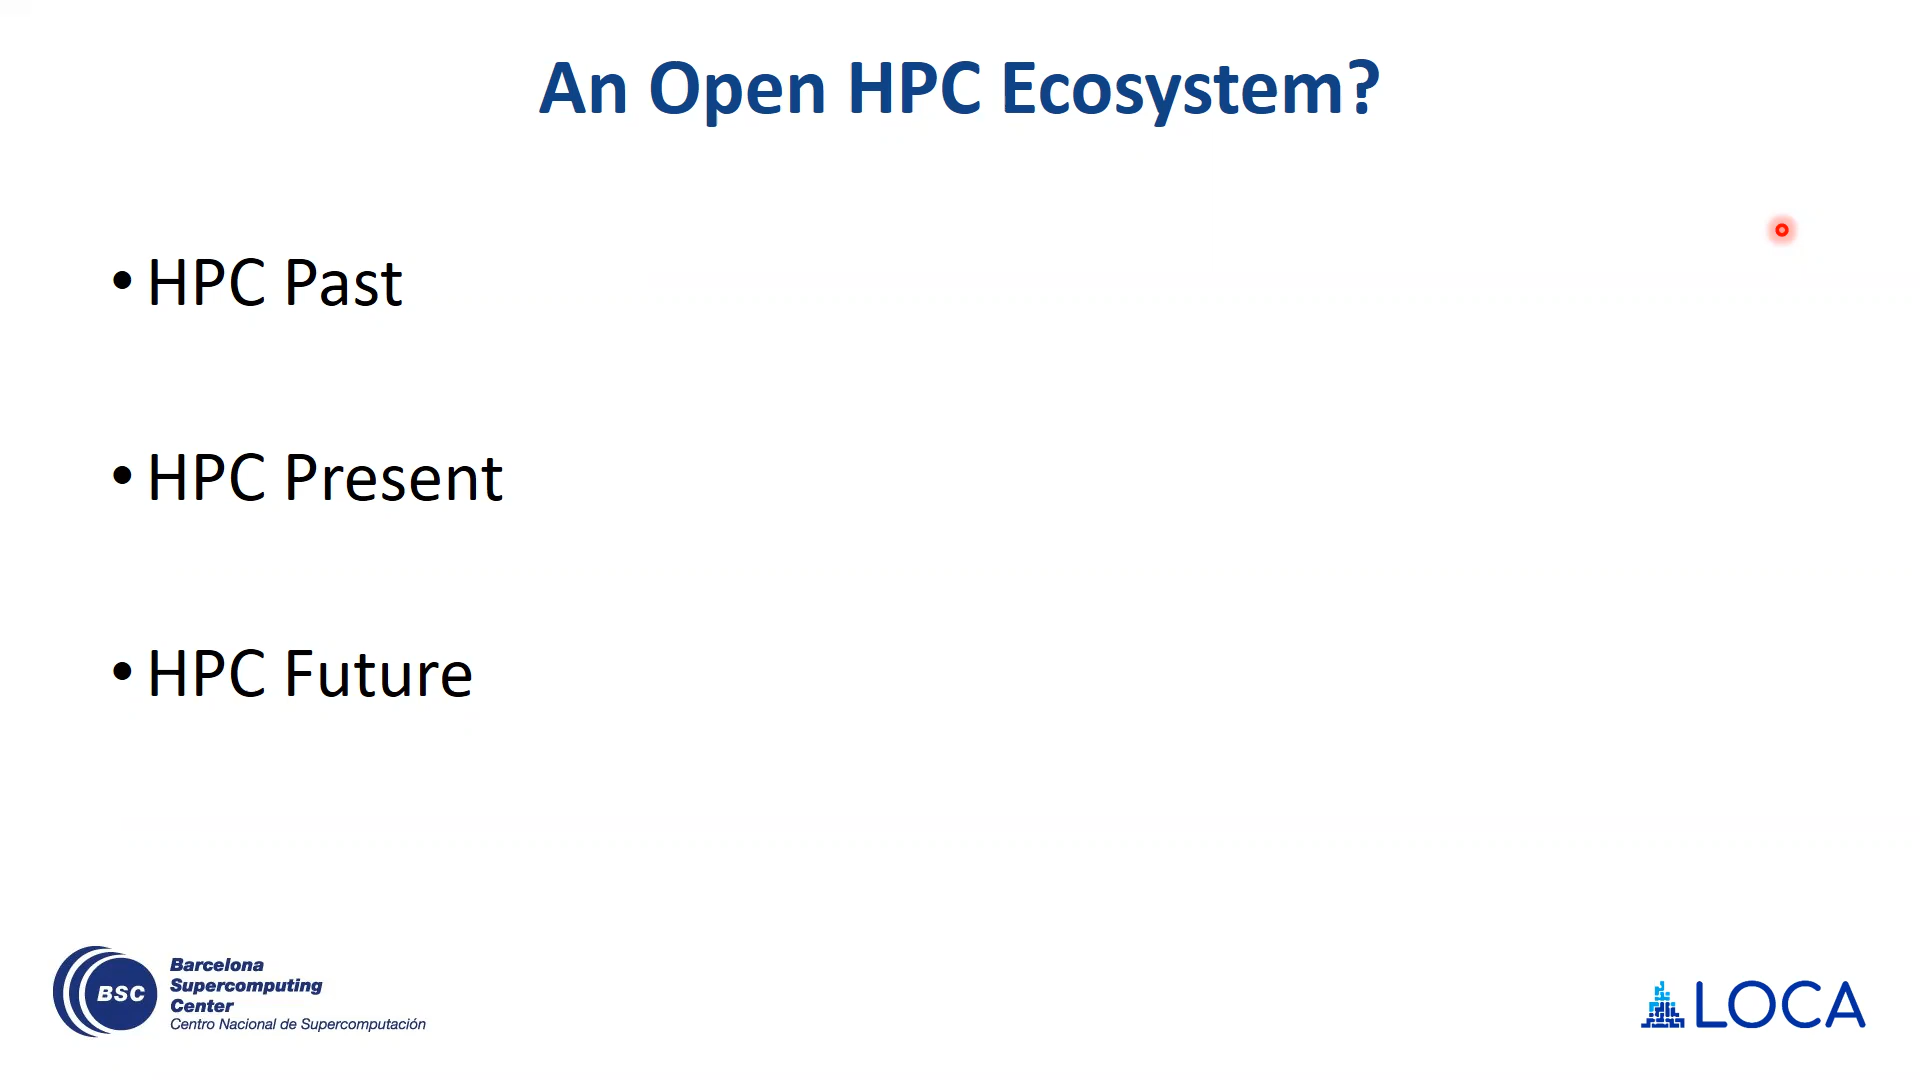 An Open HPC Ecosystem?
• HPC Past
• HPC Present
• HPC Future
BSC
Barcelona
Supercomputing
Center
Centro Nacional de Supercomputación
LOCA